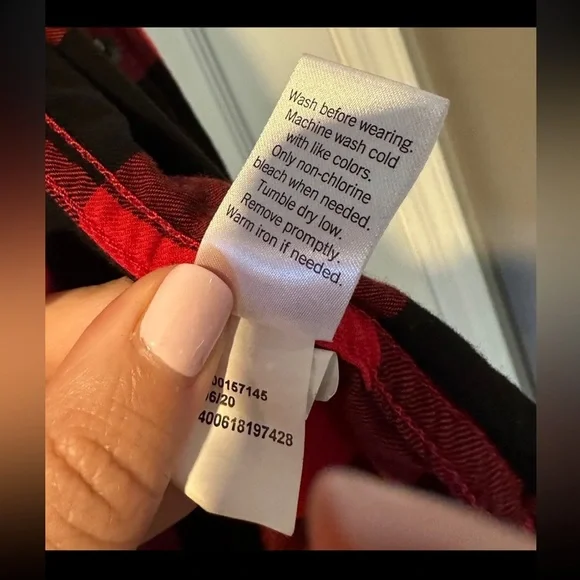 Wash before wearing.
Machine wash cold
with like colors.
Only non-chlorine
bleach when needed.
Tumble dry low.
Remove promptly.
Warm iron if needed.
00157145
/6/20
400618197428